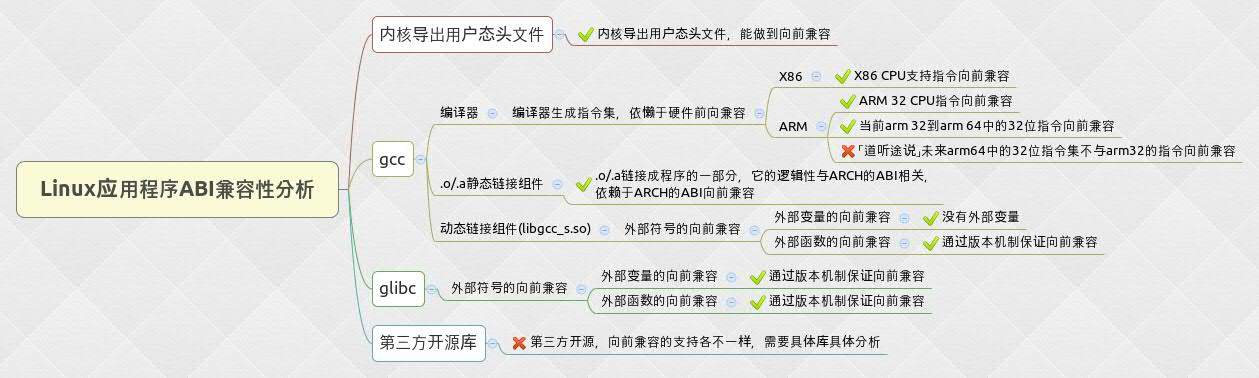 Linux应用程序ABI兼容性分析
内核导出用户态头文件
内核导出用户态头文件，能做到向前兼容
gcc
编译器
编译器生成指令集，依懒于硬件前向兼容
X86
X86 CPU支持指令向前兼容
ARM
ARM 32 CPU指令向前兼容
当前arm 32到arm 64中的32位指令向前兼容
｢道听途说｣未来arm64中的32位指令集不与arm32的指令向前兼容
.o/.a静态链接组件
.o/.a链接成程序的一部分，它的逻辑性与ARCH的ABI相关，
依赖于ARCH的ABI向前兼容
动态链接组件(libgcc_s.so)
外部符号的向前兼容
外部变量的向前兼容
没有外部变量
外部函数的向前兼容
通过版本机制保证向前兼容
glibc
外部符号的向前兼容
外部变量的向前兼容
通过版本机制保证向前兼容
外部函数的向前兼容
通过版本机制保证向前兼容
第三方开源库
第三方开源，向前兼容的支持各不一样，需要具体库具体分析